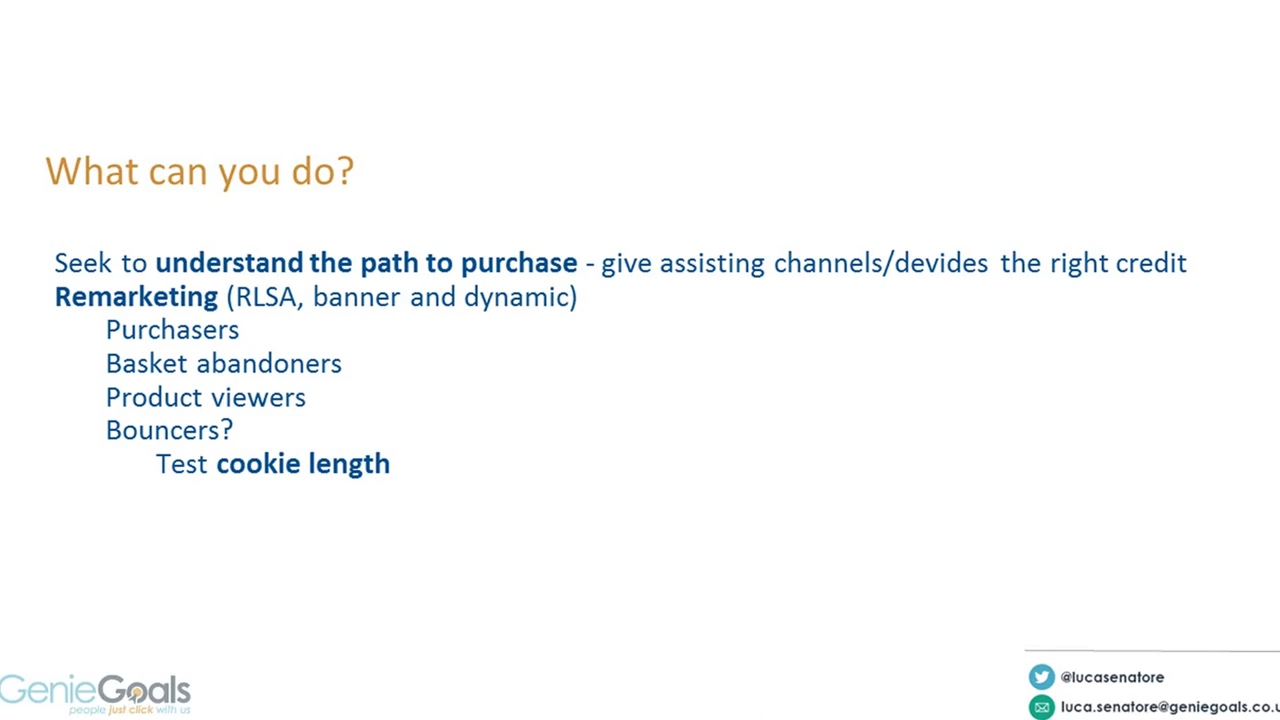 What can you do?
Seek to understand the path to purchase - give assisting channels/devides the right credit
Remarketing (RLSA, banner and dynamic)
Purchasers
Basket abandoners
Product viewers
Bouncers?
Test cookie length
GenieGoals
people just click with us
@lucasenatore
luca.senatore@geniegoals.co.u